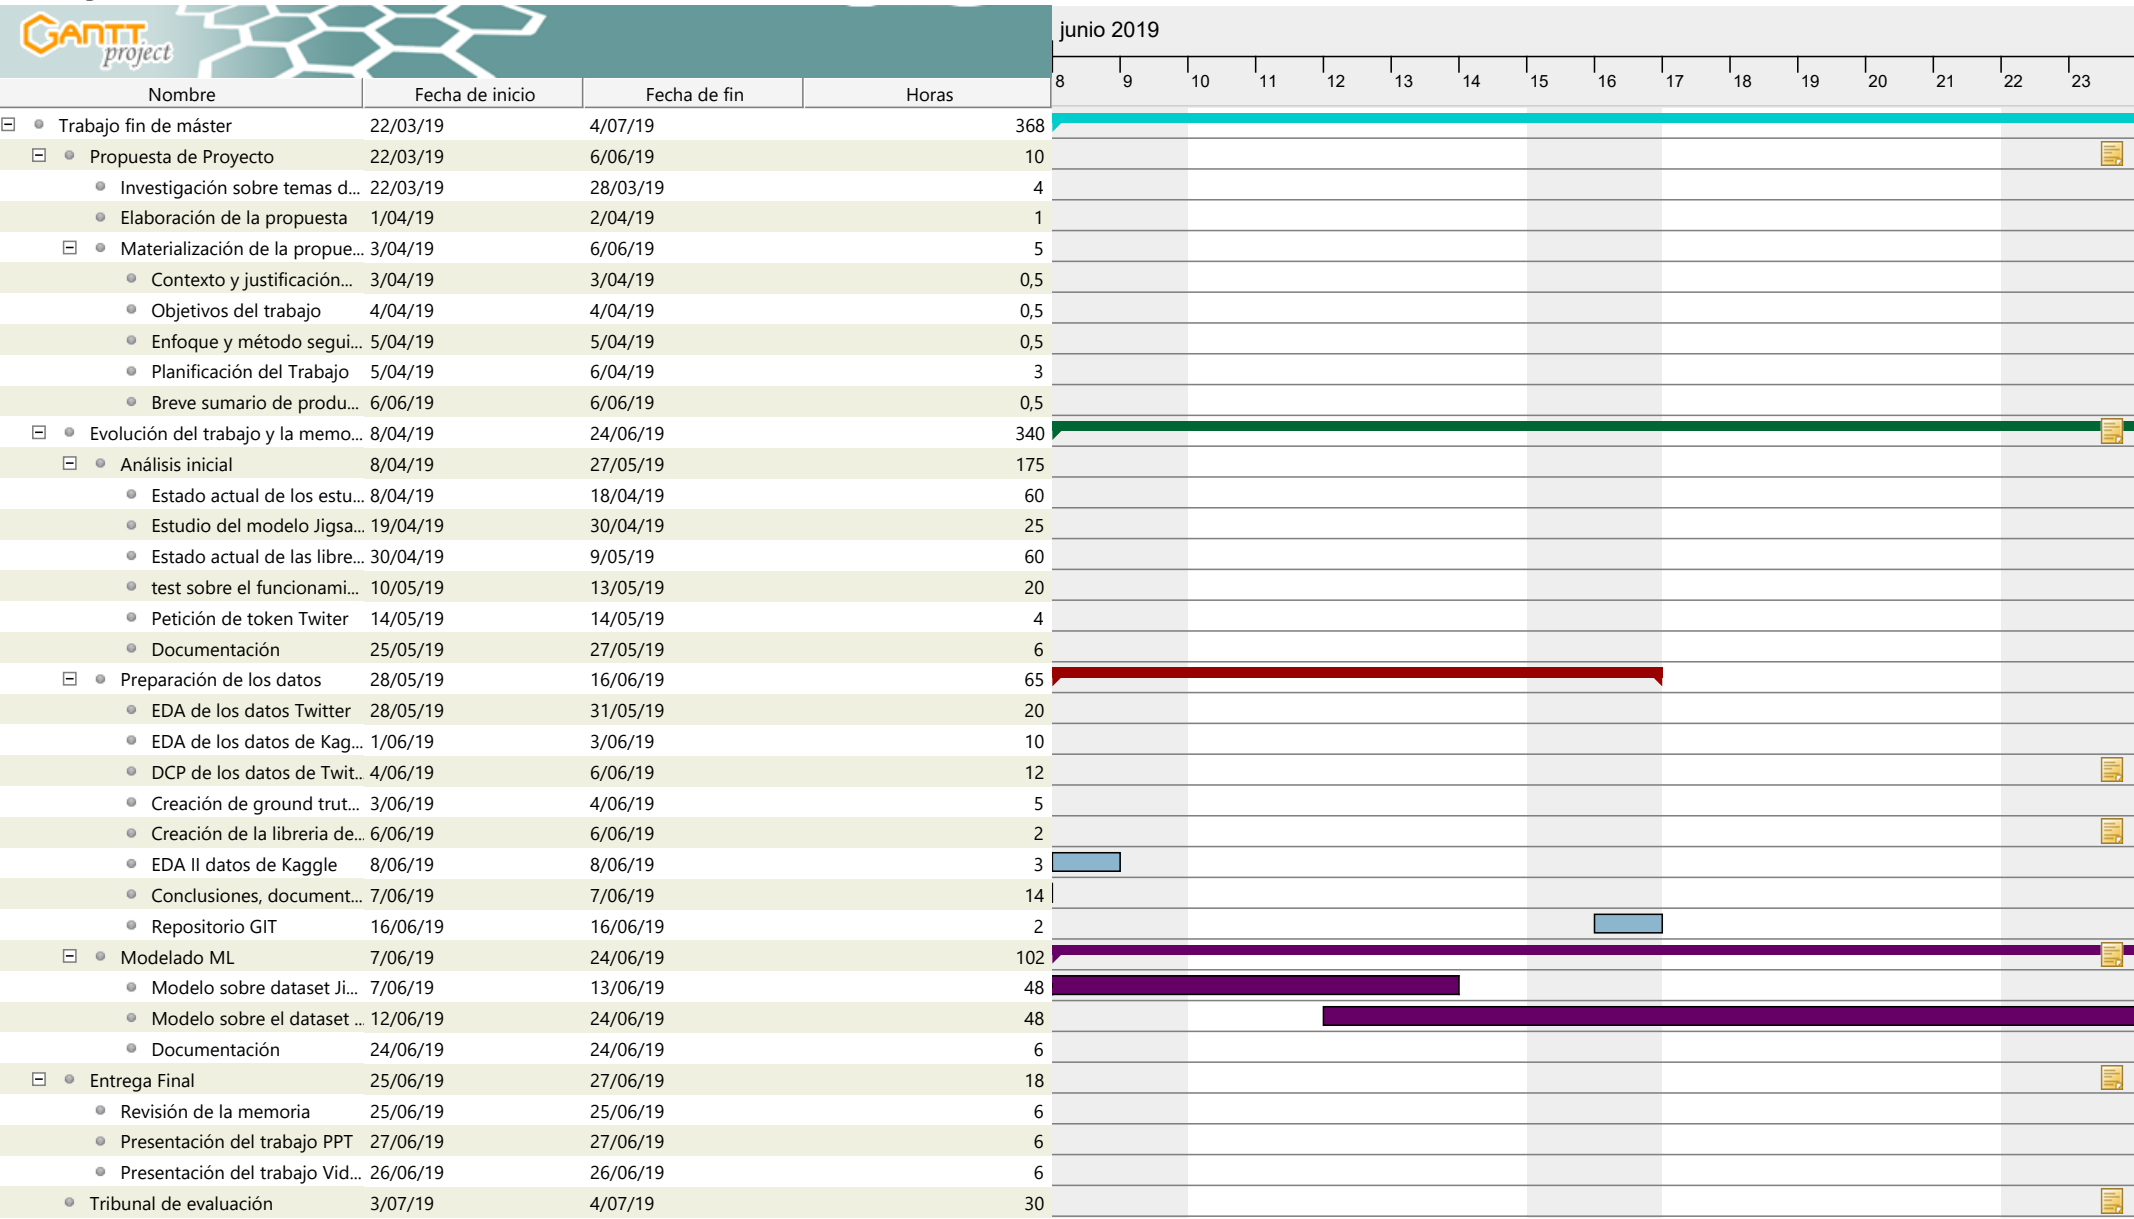 GANTT project
junio 2019
8 9 10 11 12 13 14 15 16 17 18 19 20 21 22 23
Nombre Fecha de inicio Fecha de fin Horas
Trabajo fin de máster 22/03/19 4/07/19 368
Propuesta de Proyecto 22/03/19 6/06/19 10
Investigación sobre temas d... 22/03/19 28/03/19 4
Elaboración de la propuesta 1/04/19 2/04/19 1
Materialización de la propue... 3/04/19 6/06/19 5
Contexto y justificación... 3/04/19 3/04/19 0,5
Objetivos del trabajo 4/04/19 4/04/19 0,5
Enfoque y método segui... 5/04/19 5/04/19 0,5
Planificación del Trabajo 5/04/19 6/04/19 3
Breve sumario de produ... 6/06/19 6/06/19 0,5
Evolución del trabajo y la memo... 8/04/19 24/06/19 340
Análisis inicial 8/04/19 27/05/19 175
Estado actual de los estu... 8/04/19 18/04/19 60
Estudio del modelo Jigsa... 19/04/19 30/04/19 25
Estado actual de las libre... 30/04/19 9/05/19 60
test sobre el funcionami... 10/05/19 13/05/19 20
Petición de token Twiter 14/05/19 14/05/19 4
Documentación 25/05/19 27/05/19 6
Preparación de los datos 28/05/19 16/06/19 65
EDA de los datos Twitter 28/05/19 31/05/19 20
EDA de los datos de Kag... 1/06/19 3/06/19 10
DCP de los datos de Twit... 4/06/19 6/06/19 12
Creación de ground trut... 3/06/19 4/06/19 5
Creación de la libreria de... 6/06/19 6/06/19 2
EDA II datos de Kaggle 8/06/19 8/06/19 3
Conclusiones, document... 7/06/19 7/06/19 14
Repositorio GIT 16/06/19 16/06/19 2
Modelado ML 7/06/19 24/06/19 102
Modelo sobre dataset Ji... 7/06/19 13/06/19 48
Modelo sobre el dataset ... 12/06/19 24/06/19 48
Documentación 24/06/19 24/06/19 6
Entrega Final 25/06/19 27/06/19 18
Revisión de la memoria 25/06/19 25/06/19 6
Presentación del trabajo PPT 27/06/19 27/06/19 6
Presentación del trabajo Vid... 26/06/19 26/06/19 6
Tribunal de evaluación 3/07/19 4/07/19 30